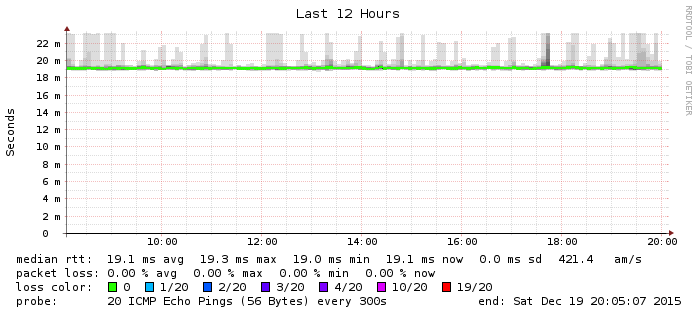 Last 12 Hours
RRDTOOL / TOBI OETIKER
Seconds
22 m
20 m
18 m
16 m
14 m
12 m
10 m
8 m
6 m
4 m
2 m
0
10:00 12:00 14:00 16:00 18:00 20:00
median rtt: 19.1 ms avg 19.3 ms max 19.0 ms min 19.1 ms now 0.0 ms sd 421.4 am/s
packet loss: 0.00 % avg 0.00 % max 0.00 % min 0.00 % now
loss color: 0 1/20 2/20 3/20 4/20 10/20 19/20
probe: 20 ICMP Echo Pings (56 Bytes) every 300s end: Sat Dec 19 20:05:07 2015